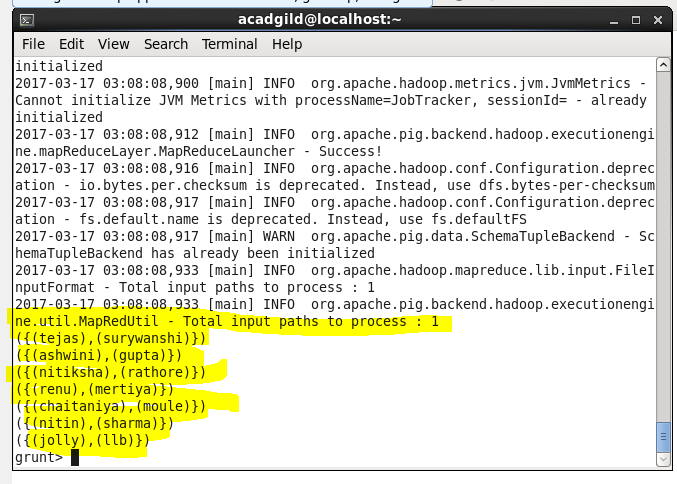 acadgild@localhost:~
File Edit View Search Terminal Help
initialized
2017-03-17 03:08:08,900 [main] INFO  org.apache.hadoop.metrics.jvm.JvmMetrics -
Cannot initialize JVM Metrics with processName=JobTracker, sessionId= - already
initialized
2017-03-17 03:08:08,912 [main] INFO  org.apache.pig.backend.hadoop.executionengi
ne.mapReduceLayer.MapReduceLauncher - Success!
2017-03-17 03:08:08,916 [main] INFO  org.apache.hadoop.conf.Configuration.deprec
ation - io.bytes.per.checksum is deprecated. Instead, use dfs.bytes-per-checksum
2017-03-17 03:08:08,917 [main] INFO  org.apache.hadoop.conf.Configuration.deprec
ation - fs.default.name is deprecated. Instead, use fs.defaultFS
2017-03-17 03:08:08,917 [main] WARN  org.apache.pig.data.SchemaTupleBackend - Sc
hemaTupleBackend has already been initialized
2017-03-17 03:08:08,933 [main] INFO  org.apache.hadoop.mapreduce.lib.input.FileI
nputFormat - Total input paths to process : 1
2017-03-17 03:08:08,933 [main] INFO  org.apache.pig.backend.hadoop.executionengi
ne.util.MapRedUtil - Total input paths to process : 1
({(tejas),(surywanshi)})
({(ashwini),(gupta)})
({(nitiksha),(rathore)})
({(renu),(mertiya)})
({(chaitaniya),(moule)})
({(nitin),(sharma)})
({(jolly),(llb)})
grunt>